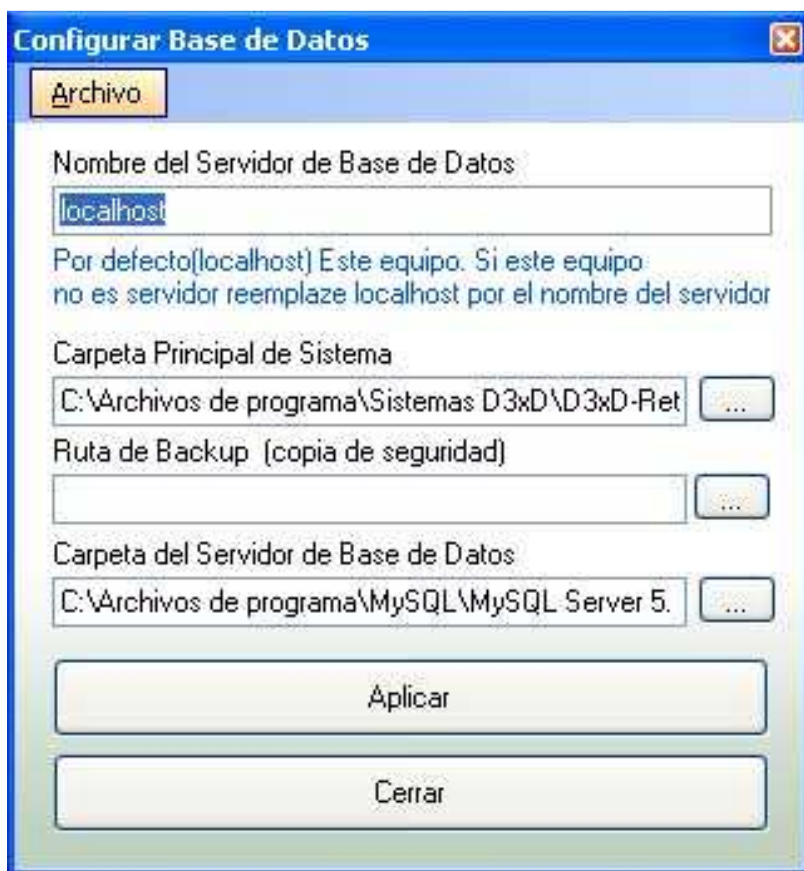 Configurar Base de Datos
Archivo
Nombre del Servidor de Base de Datos
localhost
Por defecto(localhost) Este equipo. Si este equipo
no es servidor reemplaze localhost por el nombre del servidor
Carpeta Principal de Sistema
C:\Archivos de programa\Sistemas D3xD\D3xD-Ret
...
Ruta de Backup (copia de seguridad)
...
Carpeta del Servidor de Base de Datos
C:\Archivos de programa\MySQL\MySQL Server 5.
...
Aplicar
Cerrar